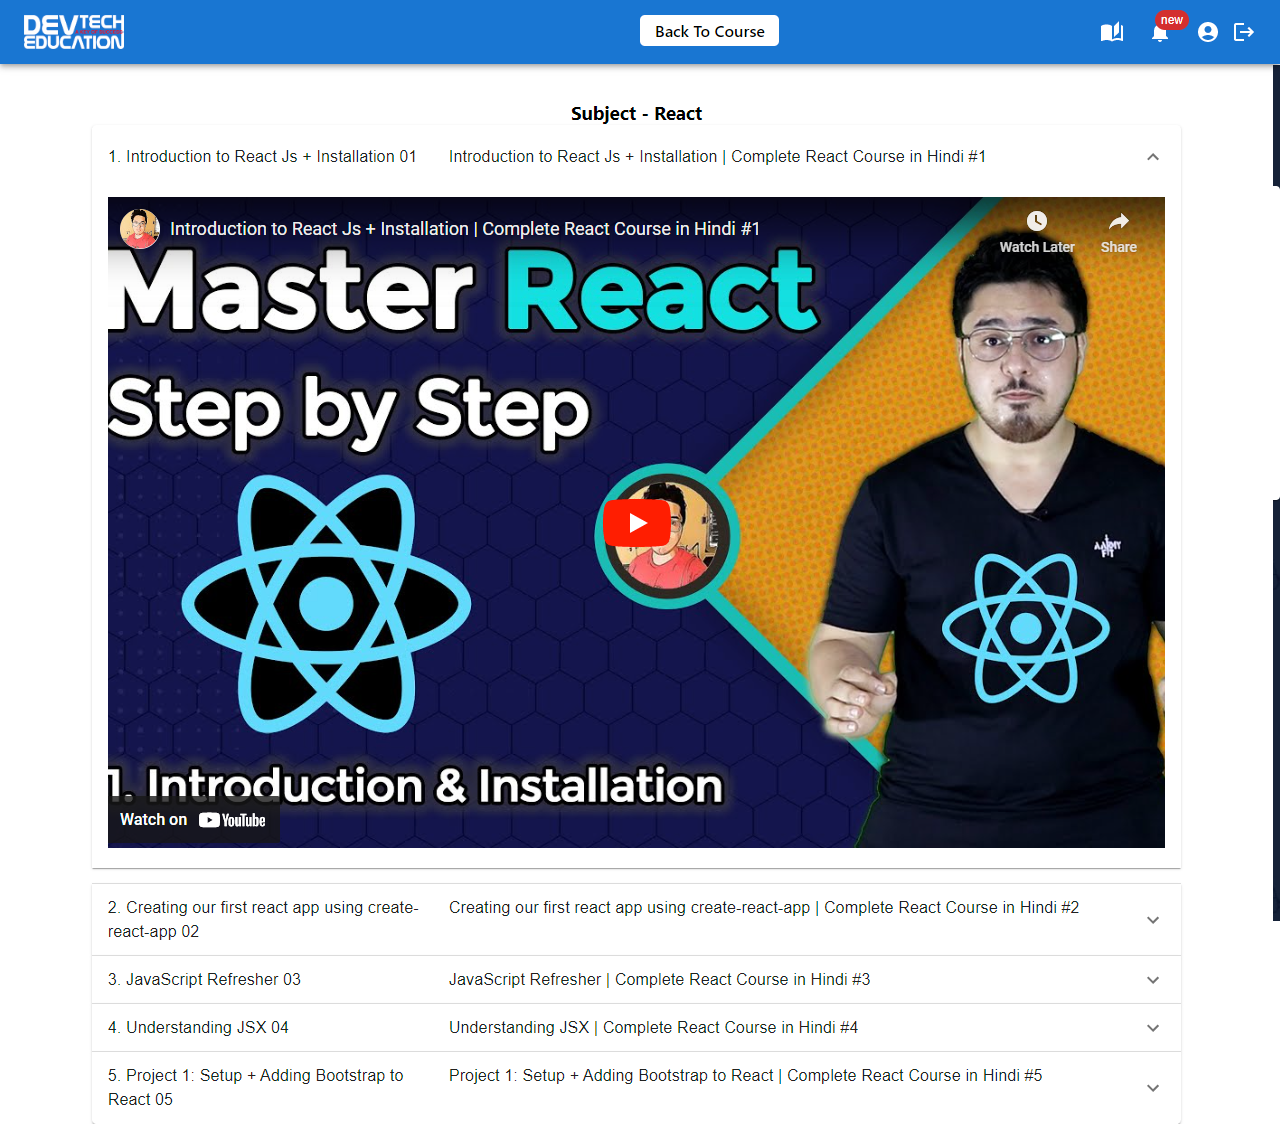 DEVTECH
EDUCATION
Back To Course
new
Subject - React
1. Introduction to React Js + Installation 01
Introduction to React Js + Installation | Complete React Course in Hindi #1
Introduction to React Js + Installation | Complete React Course in Hindi #1
Watch Later
Share
Master React
Step by Step
1. Introduction & Installation
Watch on YouTube
2. Creating our first react app using create-
react-app 02
Creating our first react app using create-react-app | Complete React Course in Hindi #2
3. JavaScript Refresher 03
JavaScript Refresher | Complete React Course in Hindi #3
4. Understanding JSX 04
Understanding JSX | Complete React Course in Hindi #4
5. Project 1: Setup + Adding Bootstrap to
React 05
Project 1: Setup + Adding Bootstrap to React | Complete React Course in Hindi #5